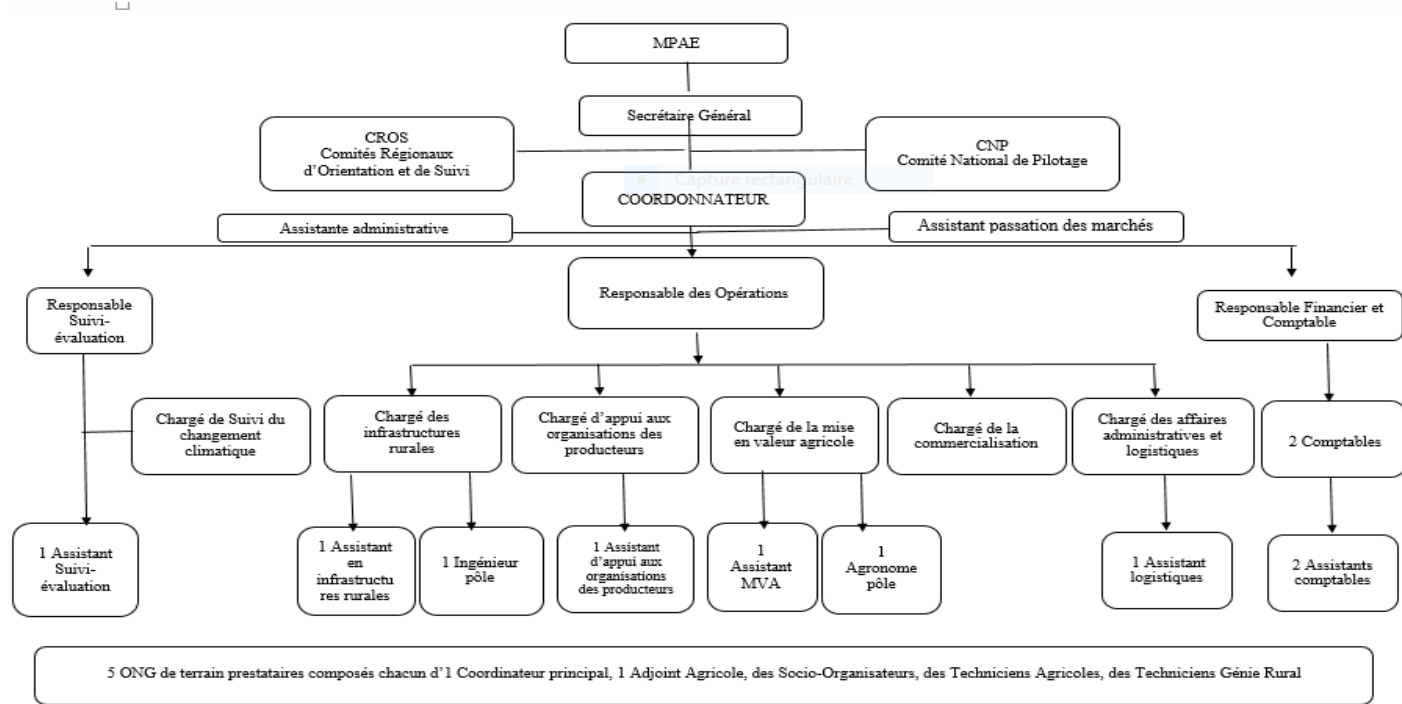 MPAE
Secrétaire Général
CROS
Comités Régionaux
d'Orientation et de Suivi
CNP
Comité National de Pilotage
Capture rectangulaire
COORDONNATEUR
Assistante administrative
Assistant passation des marchés
Responsable
Suivi-
évaluation
Responsable des Opérations
Responsable Financier et
Comptable
Chargé de Suivi du
changement
climatique
Chargé des
infrastructures
rurales
Chargé d'appui aux
organisations des
producteurs
Chargé de la mise
en valeur agricole
Chargé de la
commercialisation
Chargé des affaires
administratives et
logistiques
2 Comptables
1 Assistant
Suivi-
évaluation
1 Assistant
en
infrastructu
res rurales
1 Ingénieur
pôle
1 Assistant
d'appui aux
organisations
des producteurs
1
Assistant
MVA
1
Agronome
pôle
1 Assistant
logistiques
2 Assistants
comptables
5 ONG de terrain prestataires composés chacun d'1 Coordinateur principal, 1 Adjoint Agricole, des Socio-Organisateurs, des Techniciens Agricoles, des Techniciens Génie Rural